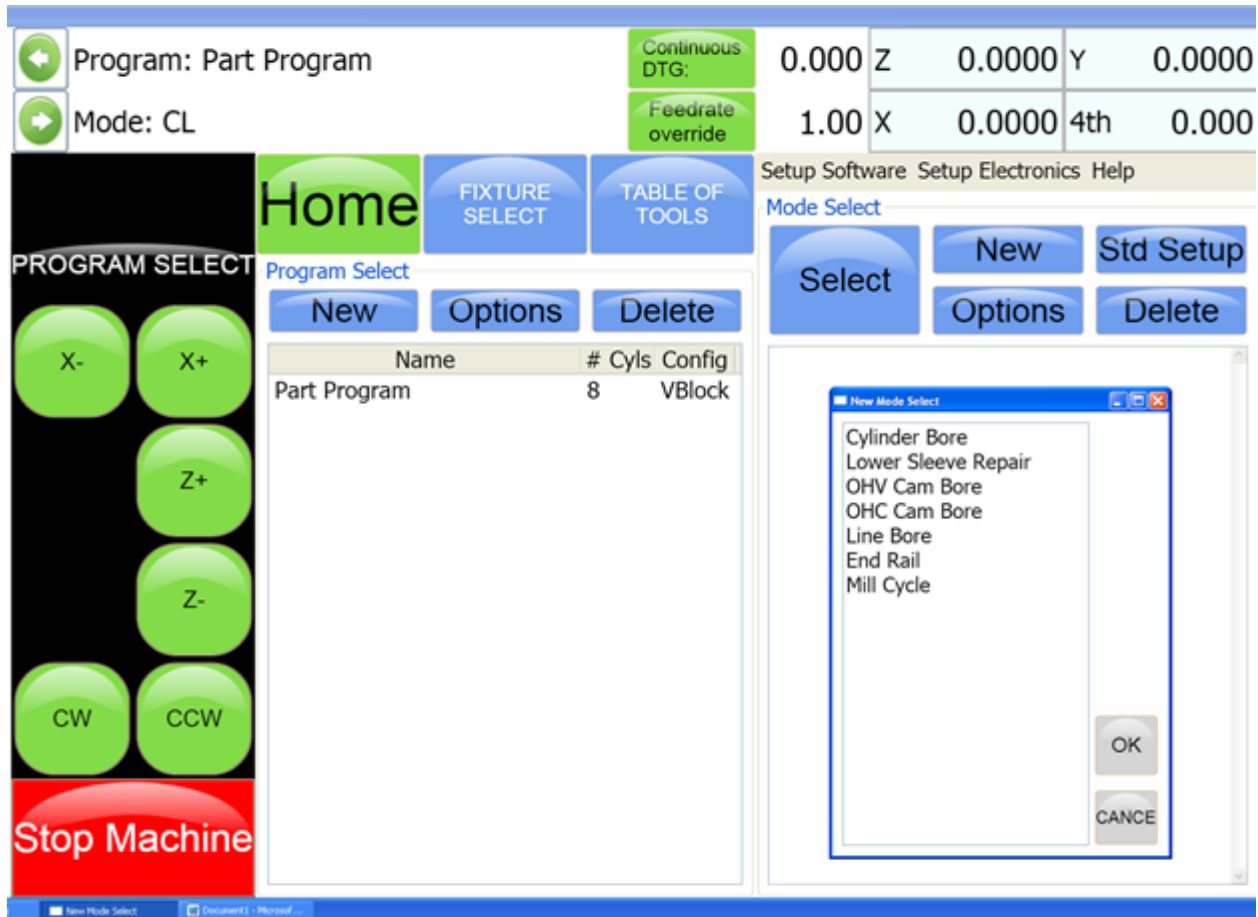 Program: Part Program
Mode: CL
Continuous
DTG:
0.000 Z 0.0000 Y 0.0000
Feedrate
override
1.00 X 0.0000 4th 0.000
PROGRAM SELECT
X- X+
Z+
Z-
CW CCW
Stop Machine
Home
FIXTURE
SELECT
TABLE OF
TOOLS
Program Select
New Options Delete
Name # Cyls Config
Part Program 8 VBlock
Setup Software Setup Electronics Help
Mode Select
Select
New Std Setup
Options Delete
New Mode Select
Cylinder Bore
Lower Sleeve Repair
OHV Cam Bore
OHC Cam Bore
Line Bore
End Rail
Mill Cycle
OK
CANCE
New Mode Select Document1 - Microsof...